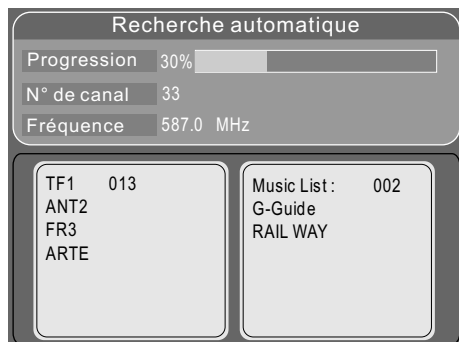 Recherche automatique
Progression 30%
N° de canal 33
Fréquence 587.0 MHz
TF1 013
ANT2
FR3
ARTE
Music List : 002
G-Guide
RAIL WAY